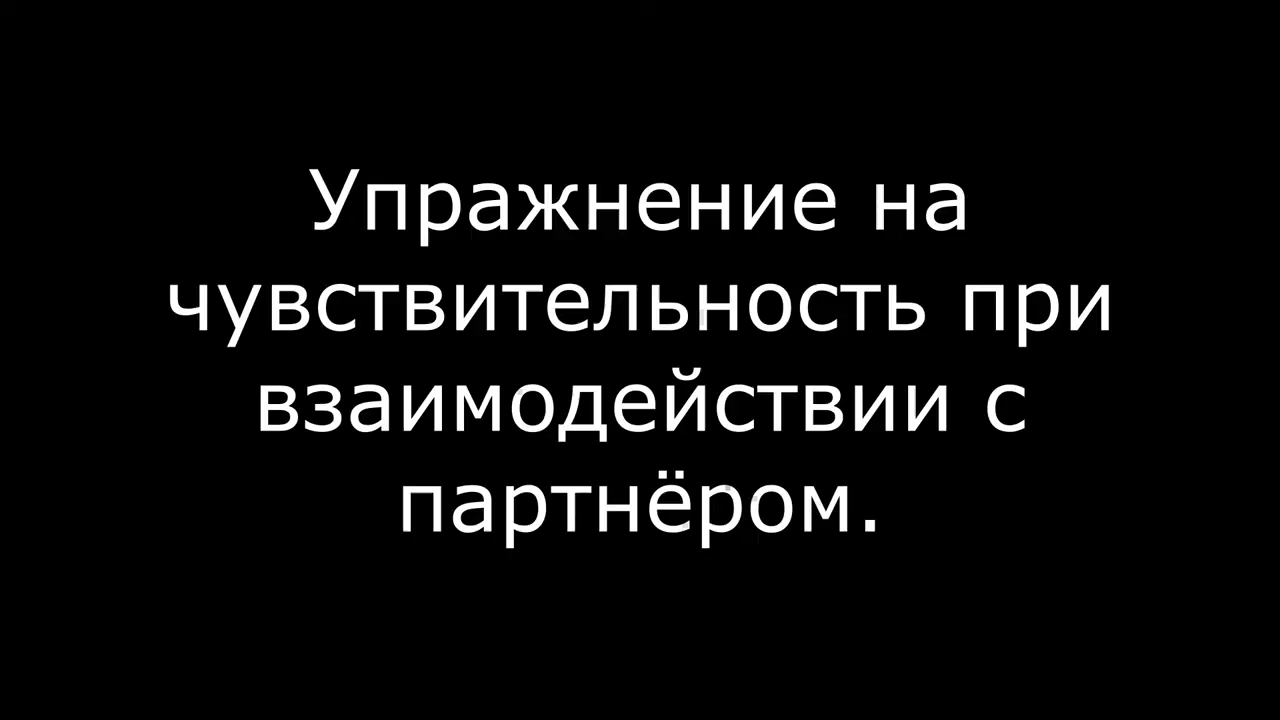 Упражнение на
чувствительность при
взаимодействии с
партнёром.